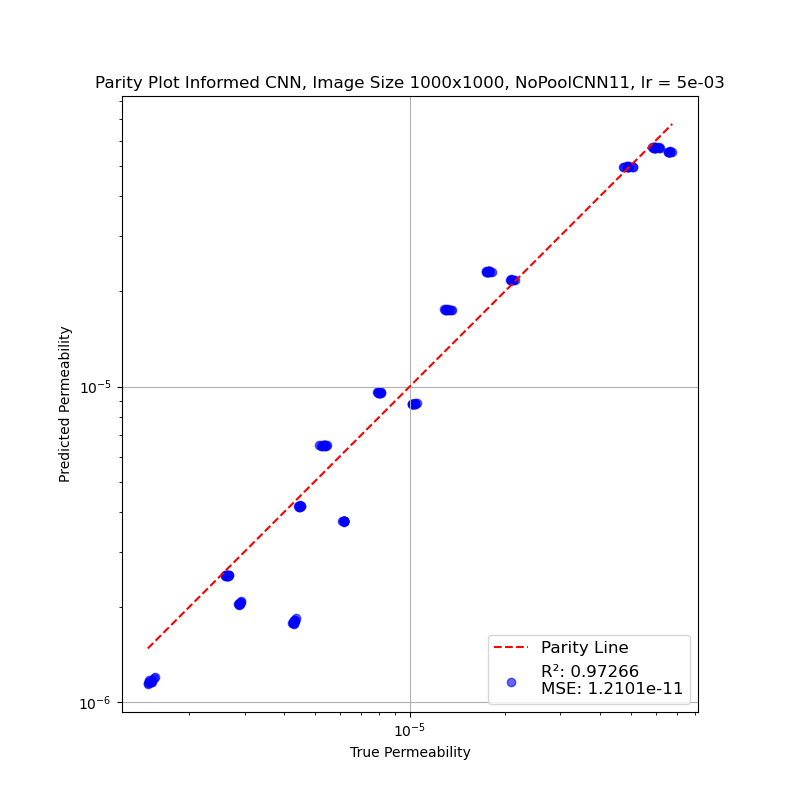 Parity Plot Informed CNN, Image Size 1000x1000, NoPoolCNN11, lr = 5e-03
Predicted Permeability
10⁻⁵
10⁻⁶
10⁻⁵
True Permeability
Parity Line
R²: 0.97266
MSE: 1.2101e-11